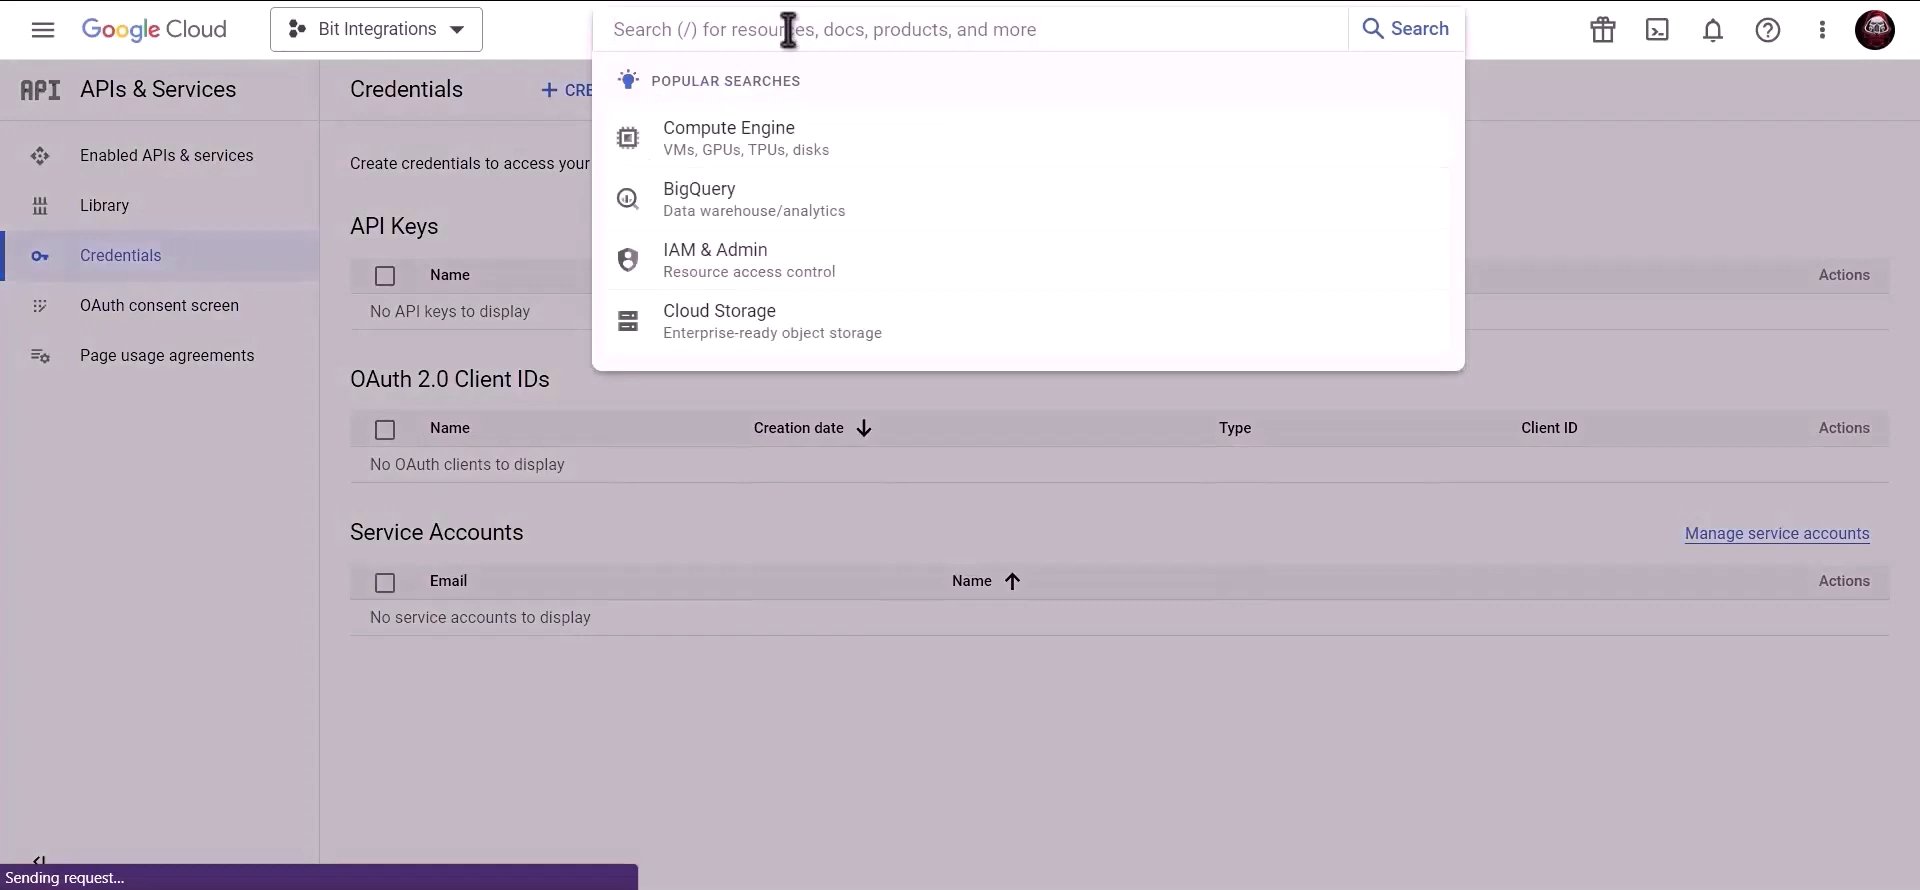 Google Cloud
Bit Integrations
Search (/) for resources, docs, products, and more
Search
API APIs & Services
Credentials
+ CRE
POPULAR SEARCHES
Compute Engine
VMs, GPUs, TPUs, disks
BigQuery
Data warehouse/analytics
IAM & Admin
Resource access control
Cloud Storage
Enterprise-ready object storage
Enabled APIs & services
Library
Credentials
OAuth consent screen
Page usage agreements
Create credentials to access your
API Keys
Name
Actions
No API keys to display
OAuth 2.0 Client IDs
Name Creation date Type Client ID Actions
No OAuth clients to display
Service Accounts
Manage service accounts
Email Name Actions
No service accounts to display
Sending request...